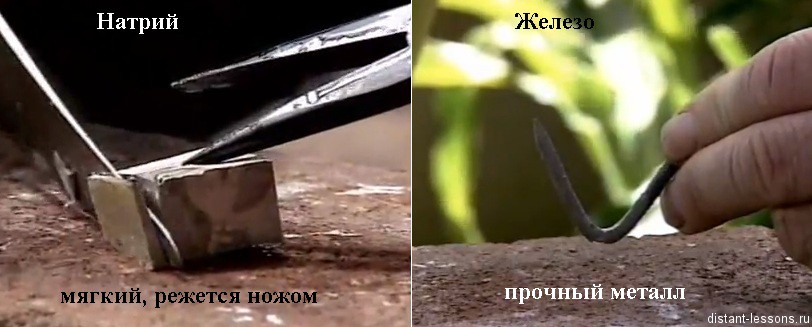 Натрий
мягкий, режется ножом
Железо
прочный металл
distant-lessons.ru